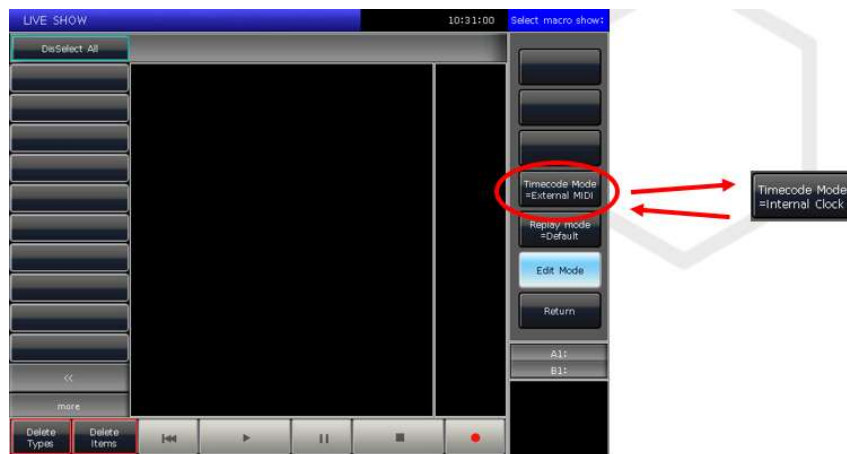 LIVE SHOW
10:31:00
Select macro show:
DisSelect All
Timecode Mode
=External MIDI
Timecode Mode
=Internal Clock
Replay mode
=Default
Edit Mode
Return
A1:
B1:
<<
more
Delete
Types
Delete
Items